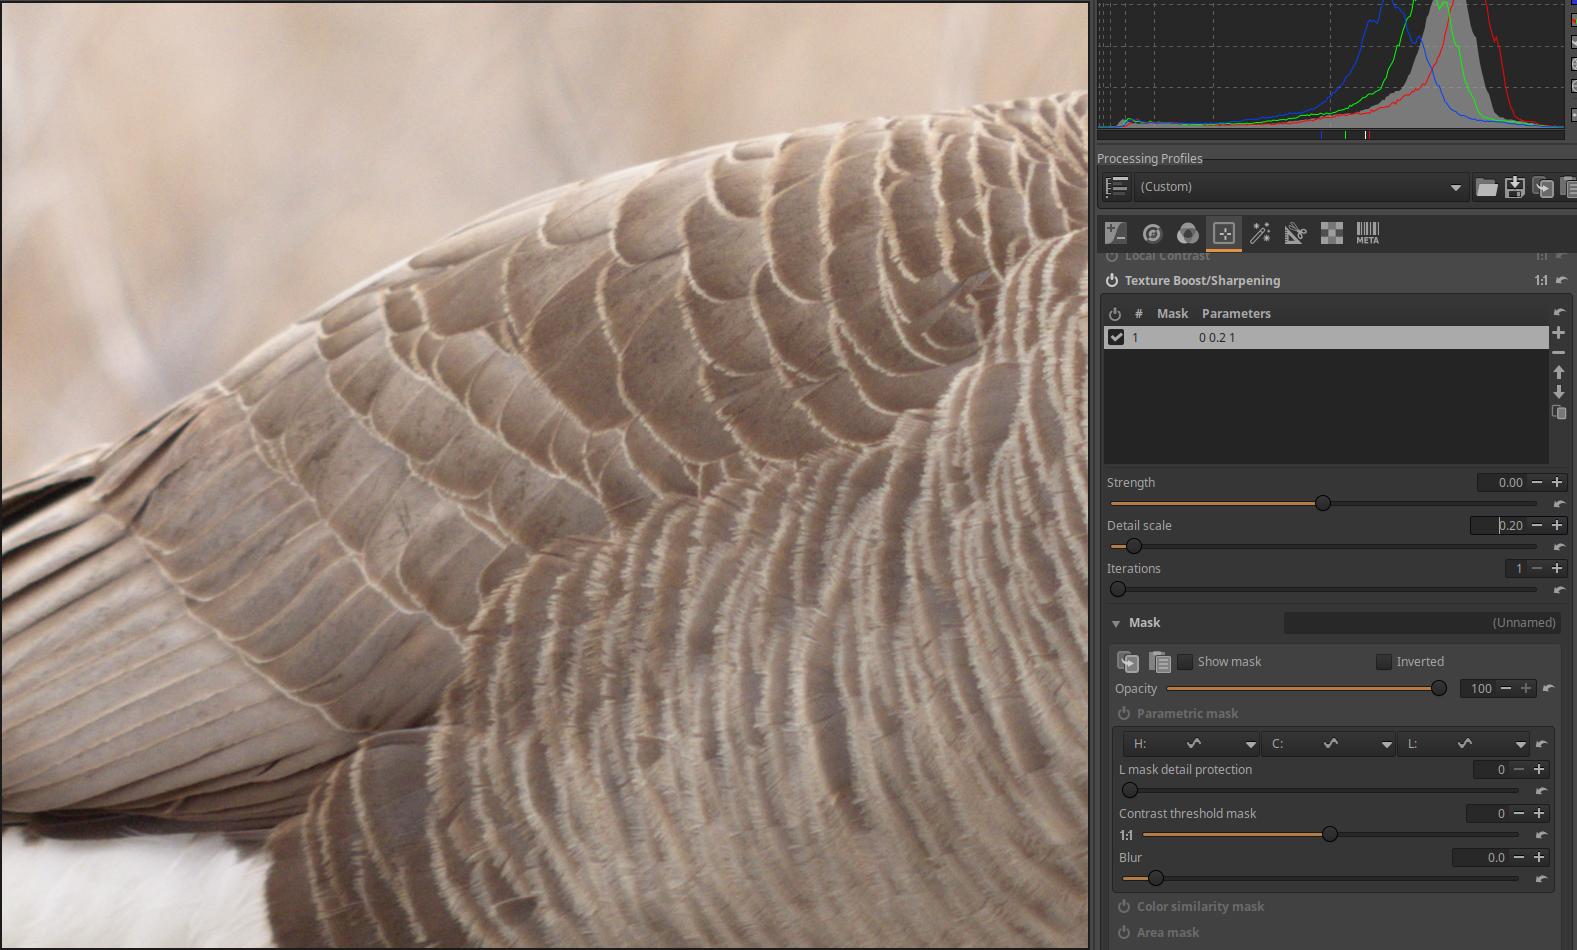 Processing Profiles
(Custom)
META
Local Contrast 1:1
Texture Boost/Sharpening 1:1
# Mask Parameters
1 0 0.2 1
Strength 0.00
Detail scale 0.20
Iterations 1
Mask (Unnamed)
Show mask Inverted
Opacity 100
Parametric mask
H: C: L:
L mask detail protection 0
Contrast threshold mask 0
1:1
Blur 0.0
Color similarity mask
Area mask